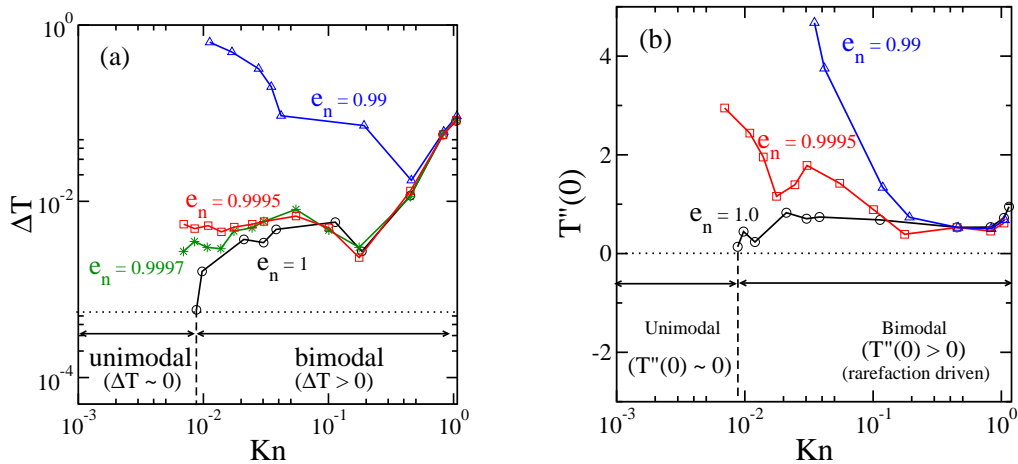 (a)
10^0
10^-2
10^-4
ΔT
e_n = 0.99
e_n = 0.9995
e_n = 0.9997
e_n = 1
unimodal
(ΔT ~ 0)
bimodal
(ΔT > 0)
10^-3
10^-2
10^-1
10^0
Kn
(b)
4
2
0
-2
T"(0)
e_n = 0.99
e_n = 0.9995
e_n = 1.0
Unimodal
(T"(0) ~ 0)
Bimodal
(T"(0) > 0)
(rarefaction driven)
10^-3
10^-2
10^-1
10^0
Kn